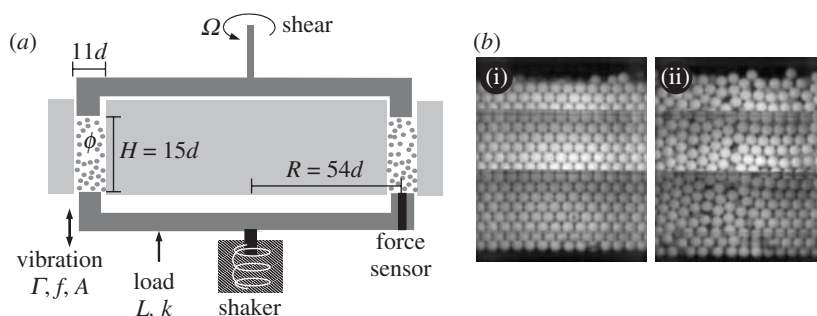 (a)
Ω
shear
11d
ϕ
H = 15d
R = 54d
vibration
Γ, f, A
load
L, k
shaker
force
sensor
(b)
(i)
(ii)